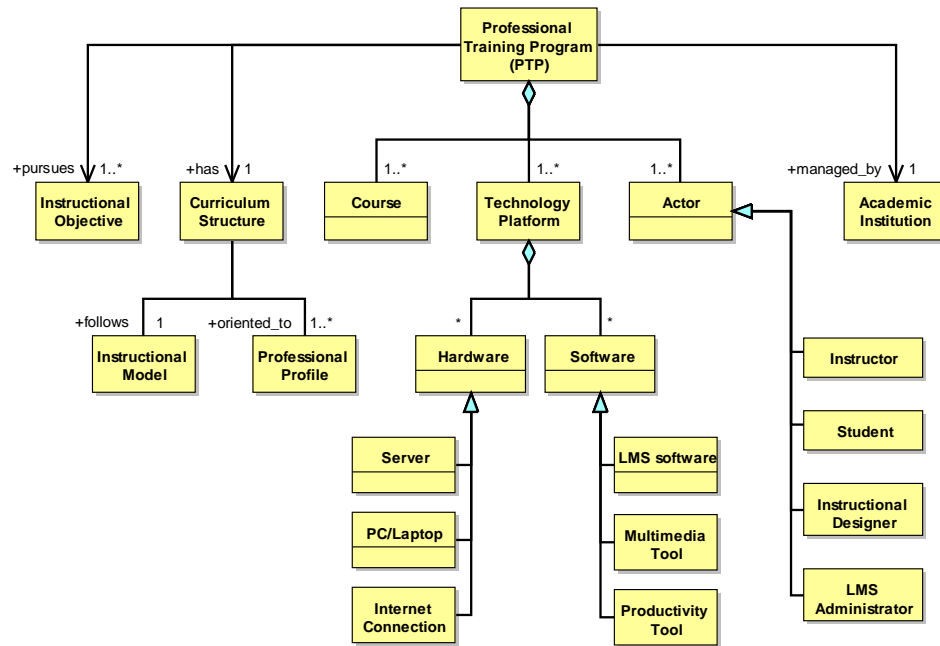 Professional
Training Program
(PTP)
+pursues
1..*
+has
1
1..*
1..*
1..*
+managed_by
1
Instructional
Objective
Curriculum
Structure
Course
Technology
Platform
Actor
Academic
Institution
+follows
1
+oriented_to
1..*
*
*
Instructional
Model
Professional
Profile
Hardware
Software
Instructor
Student
Server
LMS software
Instructional
Designer
PC/Laptop
Multimedia
Tool
LMS
Administrator
Internet
Connection
Productivity
Tool